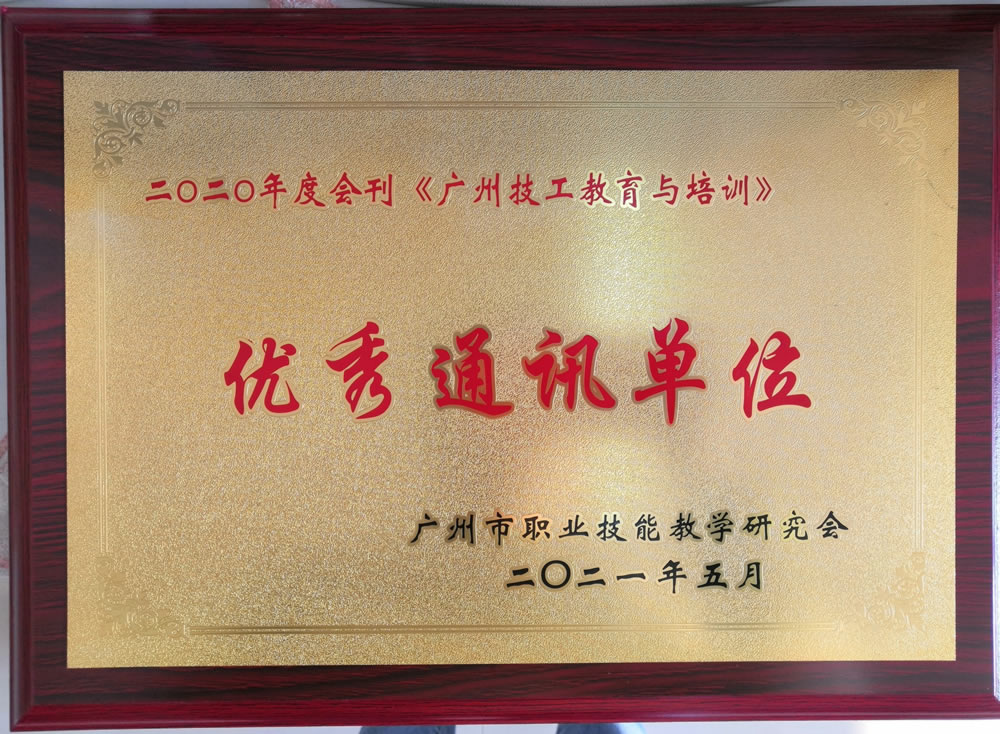 二〇二〇年度会刊《广州技工教育与培训》
优秀通讯单位
广州市职业技能教学研究会
二〇二一年五月